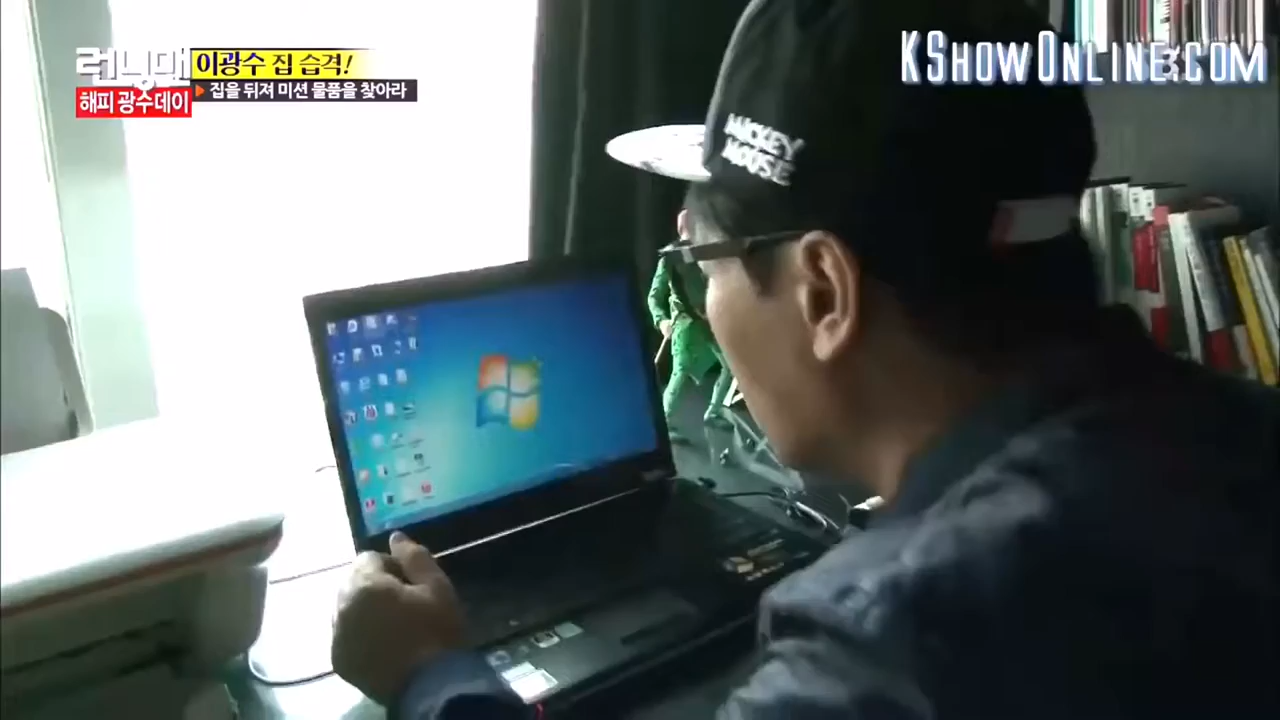 런닝맨
해피 광수데이
이광수 집 습격!
집을 뒤져 미션 물품을 찾아라
KSHOWONLINE.COM
MICKEY
MOUSE